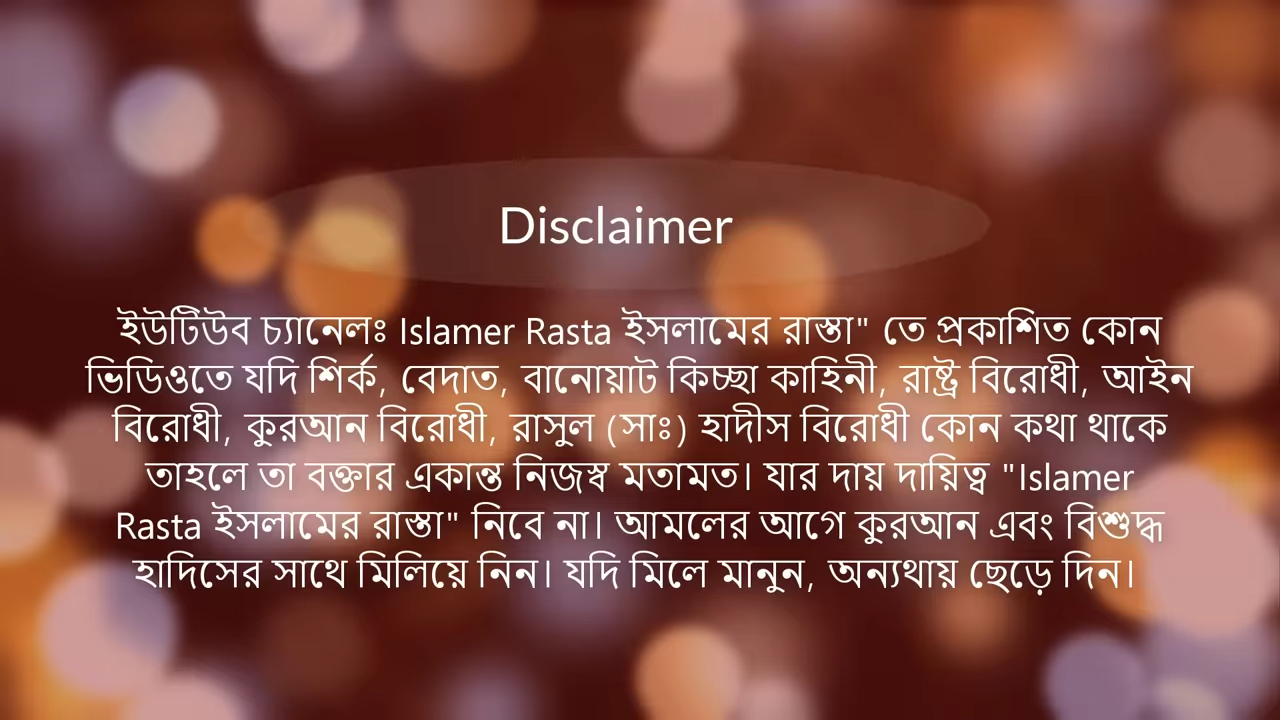 Disclaimer
ইউটিউব চ্যানেলঃ Islamer Rasta ইসলামের রাস্তা" তে প্রকাশিত কোন
ভিডিওতে যদি শির্ক, বেদাত, বানোয়াট কিচ্ছা কাহিনী, রাষ্ট্র বিরোধী, আইন
বিরোধী, কুরআন বিরোধী, রাসুল (সাঃ) হাদীস বিরোধী কোন কথা থাকে
তাহলে তা বক্তার একান্ত নিজস্ব মতামত। যার দায় দায়িত্ব "Islamer
Rasta ইসলামের রাস্তা" নিবে না। আমলের আগে কুরআন এবং বিশুদ্ধ
হাদিসের সাথে মিলিয়ে নিন। যদি মিলে মানুন, অন্যথায় ছেড়ে দিন।